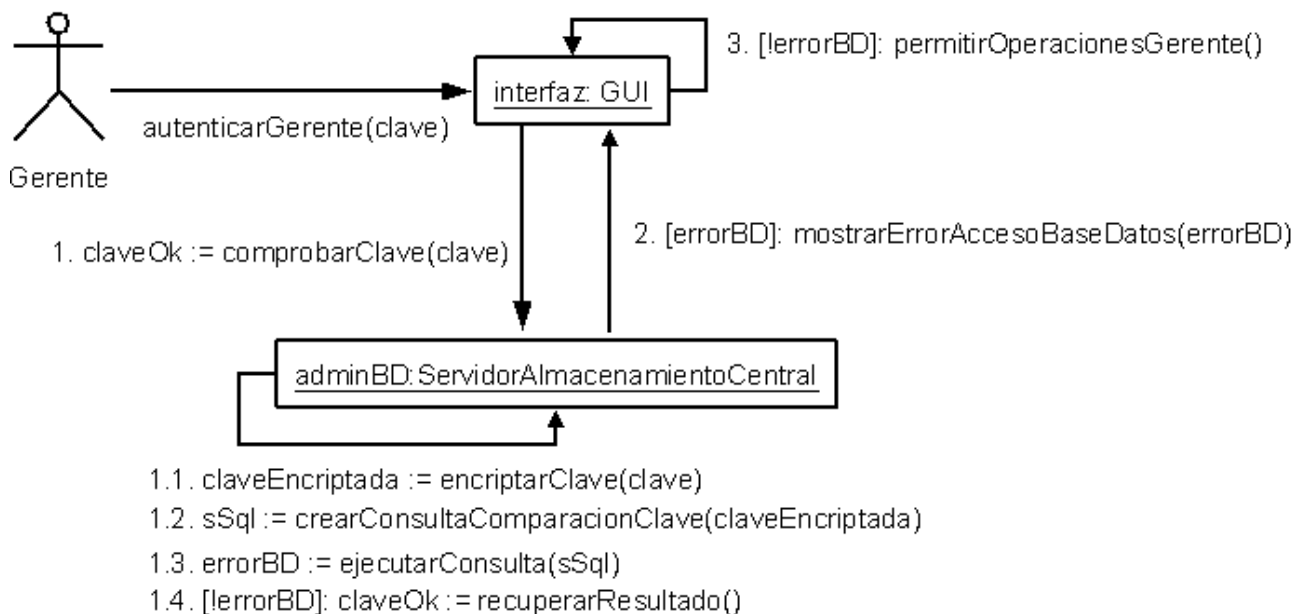 3. [!errorBD]: permitirOperacionesGerente()
interfaz: GUI
autenticarGerente(clave)
Gerente
2. [errorBD]: mostrarErrorAccesoBaseDatos(errorBD)
1. claveOk := comprobarClave(clave)
adminBD:ServidorAlmacenamientoCentral
1.1. claveEncriptada := encriptarClave(clave)
1.2. sSql := crearConsultaComparacionClave(claveEncriptada)
1.3. errorBD := ejecutarConsulta(sSql)
1.4. [!errorBD]: claveOk := recuperarResultado()